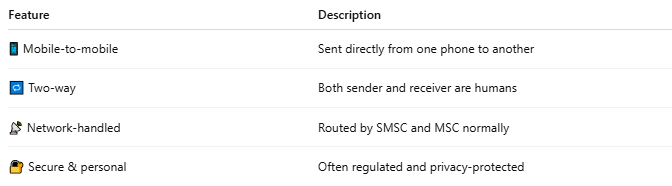 Feature Description
📱 Mobile-to-mobile Sent directly from one phone to another
🔁 Two-way Both sender and receiver are humans
📡 Network-handled Routed by SMSC and MSC normally
🔐 Secure & personal Often regulated and privacy-protected